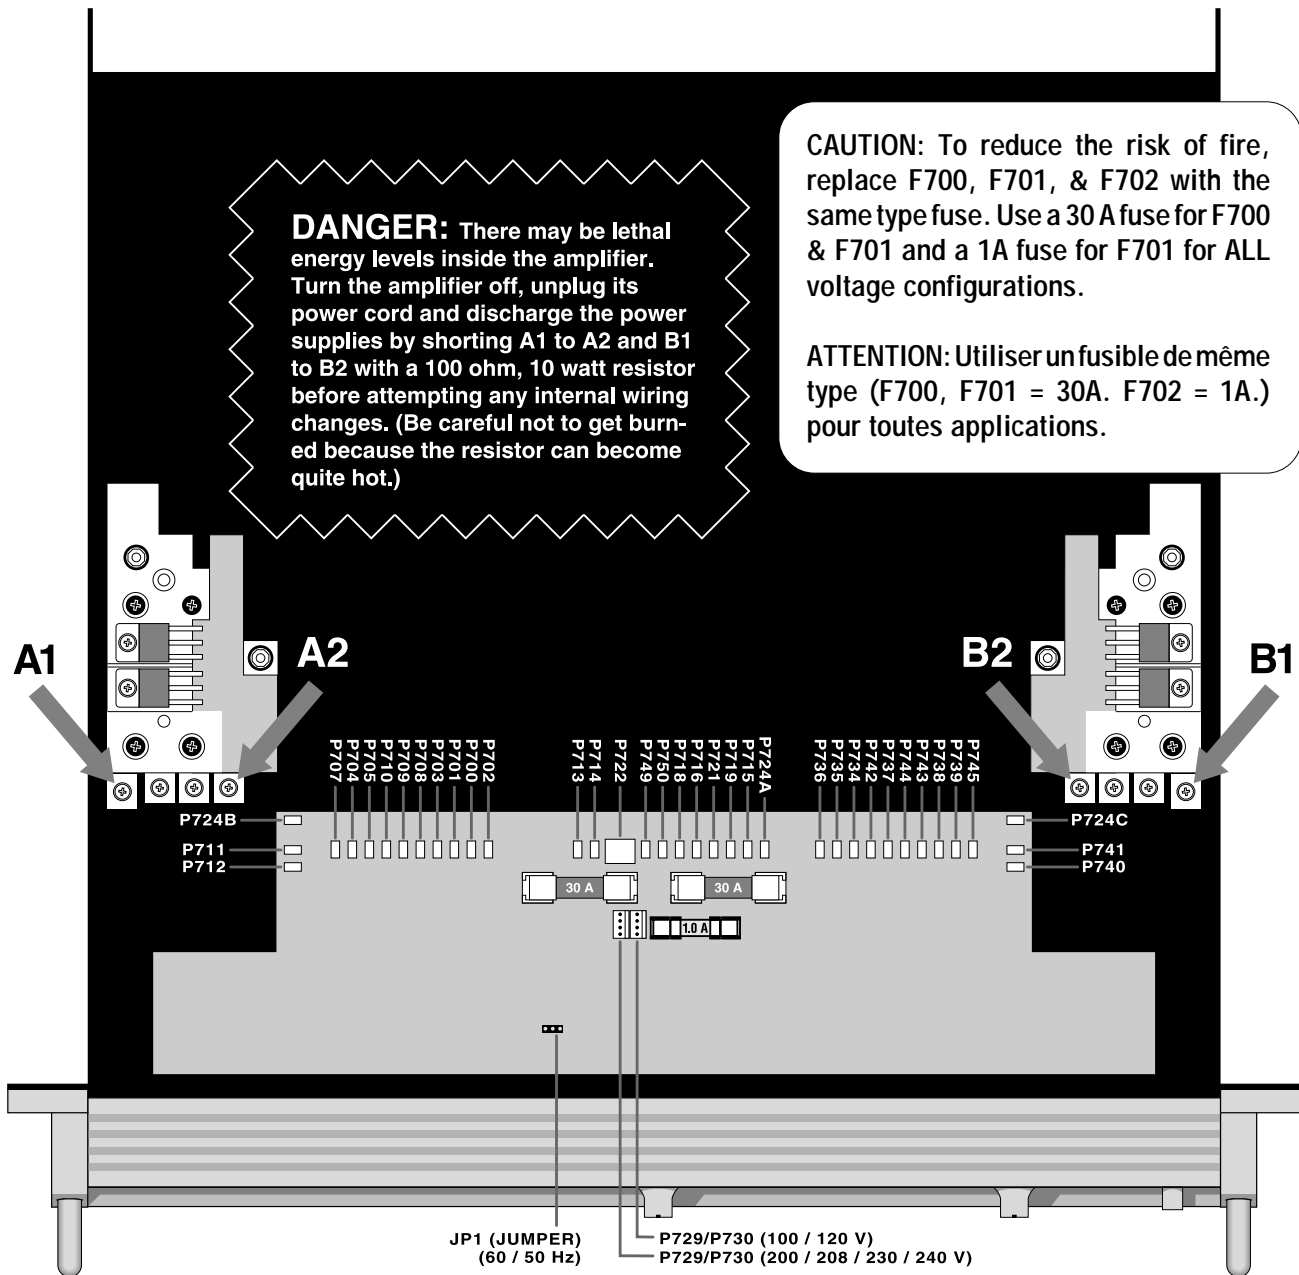 CAUTION: To reduce the risk of fire,
replace F700, F701, & F702 with the
same type fuse. Use a 30 A fuse for F700
& F701 and a 1A fuse for F701 for ALL
voltage configurations.
ATTENTION: Utiliser un fusible de même
type (F700, F701 = 30A. F702 = 1A.)
pour toutes applications.
DANGER: There may be lethal
energy levels inside the amplifier.
Turn the amplifier off, unplug its
power cord and discharge the power
supplies by shorting A1 to A2 and B1
to B2 with a 100 ohm, 10 watt resistor
before attempting any internal wiring
changes. (Be careful not to get burn-
ed because the resistor can become
quite hot.)
A1
A2
B2
B1
P707
P704
P705
P710
P709
P708
P703
P701
P700
P702
P713
P714
P722
P749
P750
P718
P716
P721
P719
P715
P724A
P736
P735
P734
P742
P737
P744
P743
P738
P739
P745
P724B
P711
P712
P724C
P741
P740
30 A
30 A
1.0 A
JP1 (JUMPER)
(60 / 50 Hz)
P729/P730 (100 / 120 V)
P729/P730 (200 / 208 / 230 / 240 V)